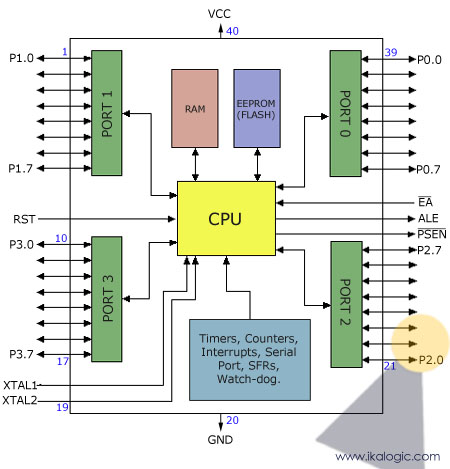 VCC
40
P1.0
1
39
P0.0
PORT 1
RAM
EEPROM
(FLASH)
PORT 0
P1.7
P0.7
CPU
EA
RST
ALE
PSEN
P3.0
10
P2.7
PORT 3
PORT 2
Timers, Counters,
Interrupts, Serial
Port, SFRs,
Watch-dog.
P3.7
17
P2.0
21
XTAL1
XTAL2
19
20
GND
www.ikalogic.com